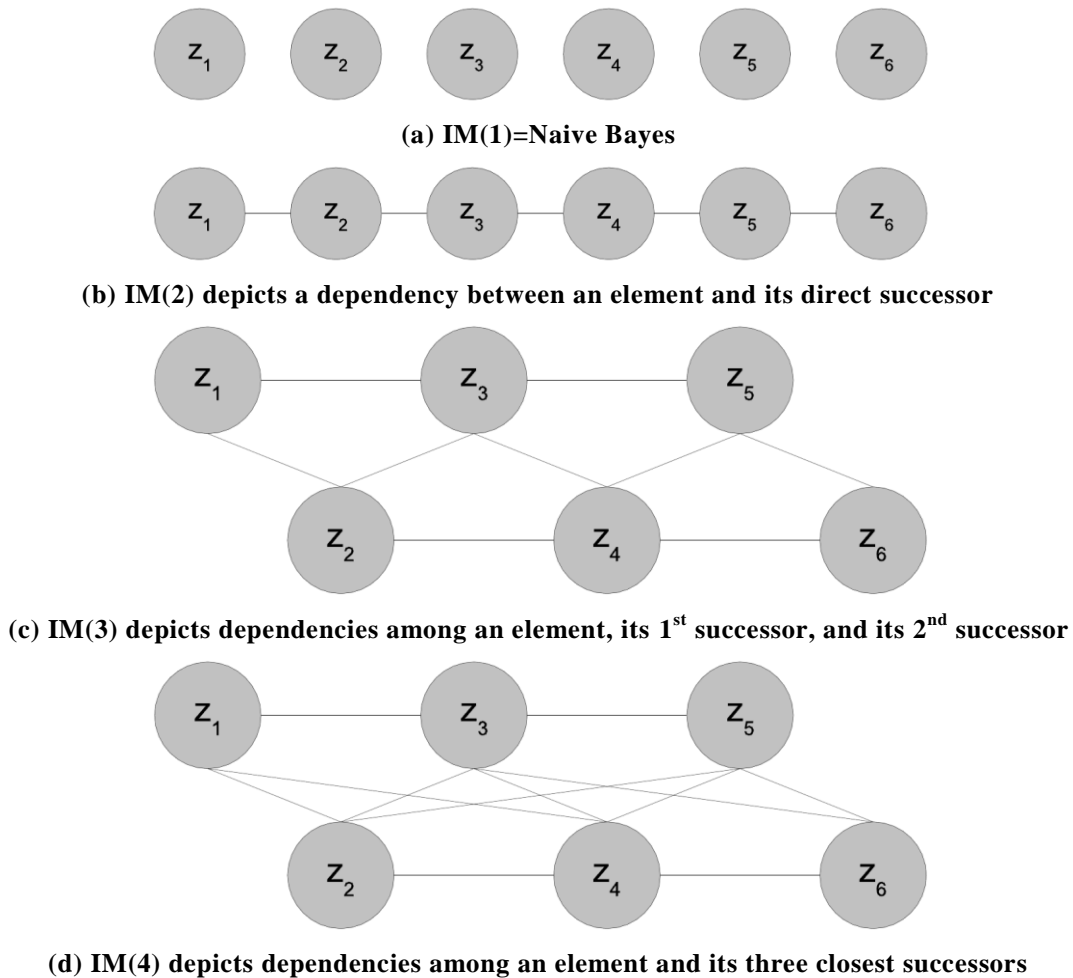 z1 z2 z3 z4 z5 z6
(a) IM(1)=Naive Bayes
z1 z2 z3 z4 z5 z6
(b) IM(2) depicts a dependency between an element and its direct successor
z1 z3 z5
z2 z4 z6
(c) IM(3) depicts dependencies among an element, its 1st successor, and its 2nd successor
z1 z3 z5
z2 z4 z6
(d) IM(4) depicts dependencies among an element and its three closest successors